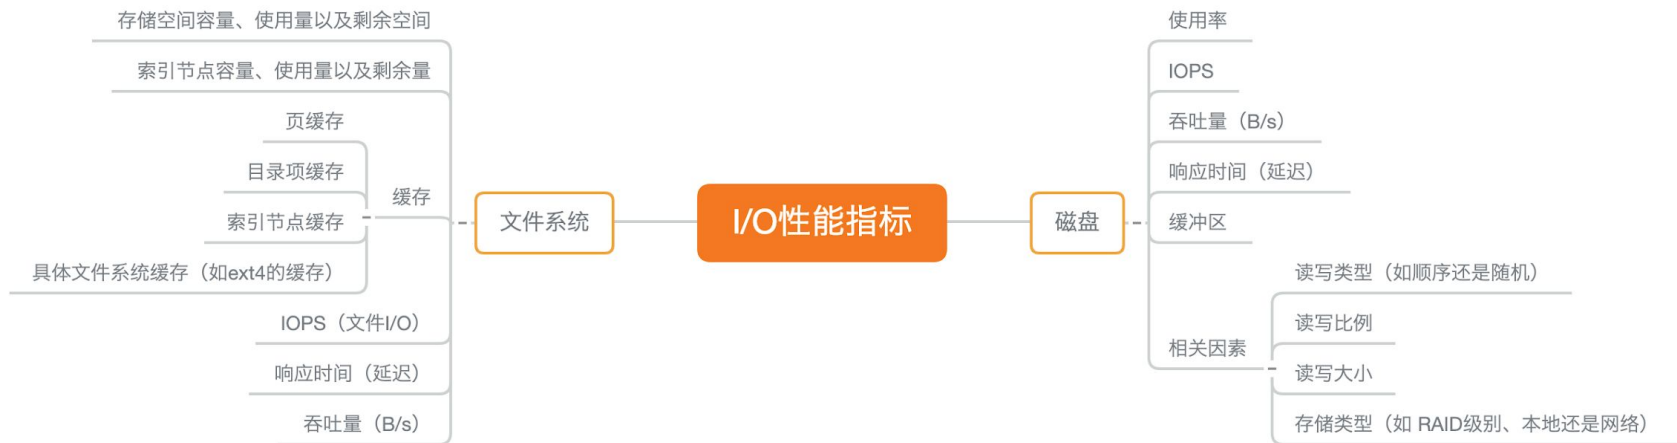 I/O性能指标
文件系统
存储空间容量、使用量以及剩余空间
索引节点容量、使用量以及剩余量
缓存
页缓存
目录项缓存
索引节点缓存
具体文件系统缓存（如ext4的缓存）
IOPS（文件I/O）
响应时间（延迟）
吞吐量（B/s）
磁盘
使用率
IOPS
吞吐量（B/s）
响应时间（延迟）
缓冲区
相关因素
读写类型（如顺序还是随机）
读写比例
读写大小
存储类型（如 RAID级别、本地还是网络）